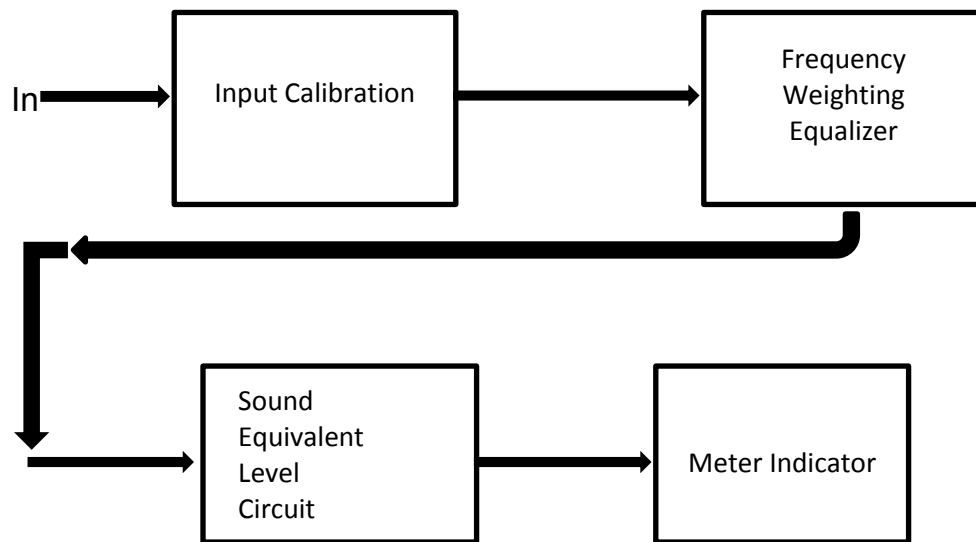 In
Input Calibration
Frequency
Weighting
Equalizer
Sound
Equivalent
Level
Circuit
Meter Indicator